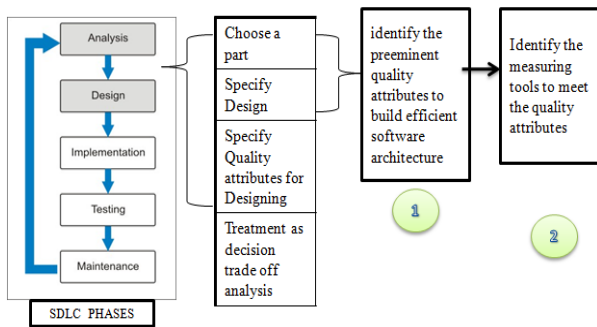 Analysis
Design
Implementation
Testing
Maintenance
SDLC PHASES
Choose a
part
Specify
Design
Specify
Quality
attributes for
Designing
Treatment as
decision
trade off
analysis
identify the
preeminent
quality
attributes to
build efficient
software
architecture
1
Identify the
measuring
tools to meet
the quality
attributes
2